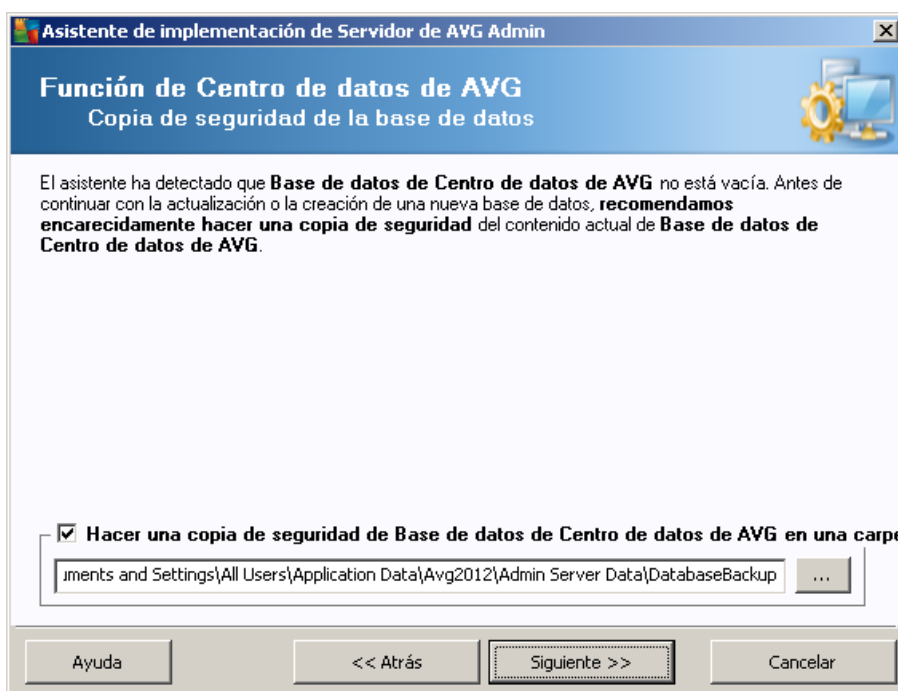 Asistente de implementación de Servidor de AVG Admin
Función de Centro de datos de AVG
Copia de seguridad de la base de datos
El asistente ha detectado que Base de datos de Centro de datos de AVG no está vacía. Antes de
continuar con la actualización o la creación de una nueva base de datos, recomendamos
encarecidamente hacer una copia de seguridad del contenido actual de Base de datos de
Centro de datos de AVG.
Hacer una copia de seguridad de Base de datos de Centro de datos de AVG en una carpe
uments and Settings\All Users\Application Data\Avg2012\Admin Server Data\DatabaseBackup
...
Ayuda
<< Atrás
Siguiente >>
Cancelar